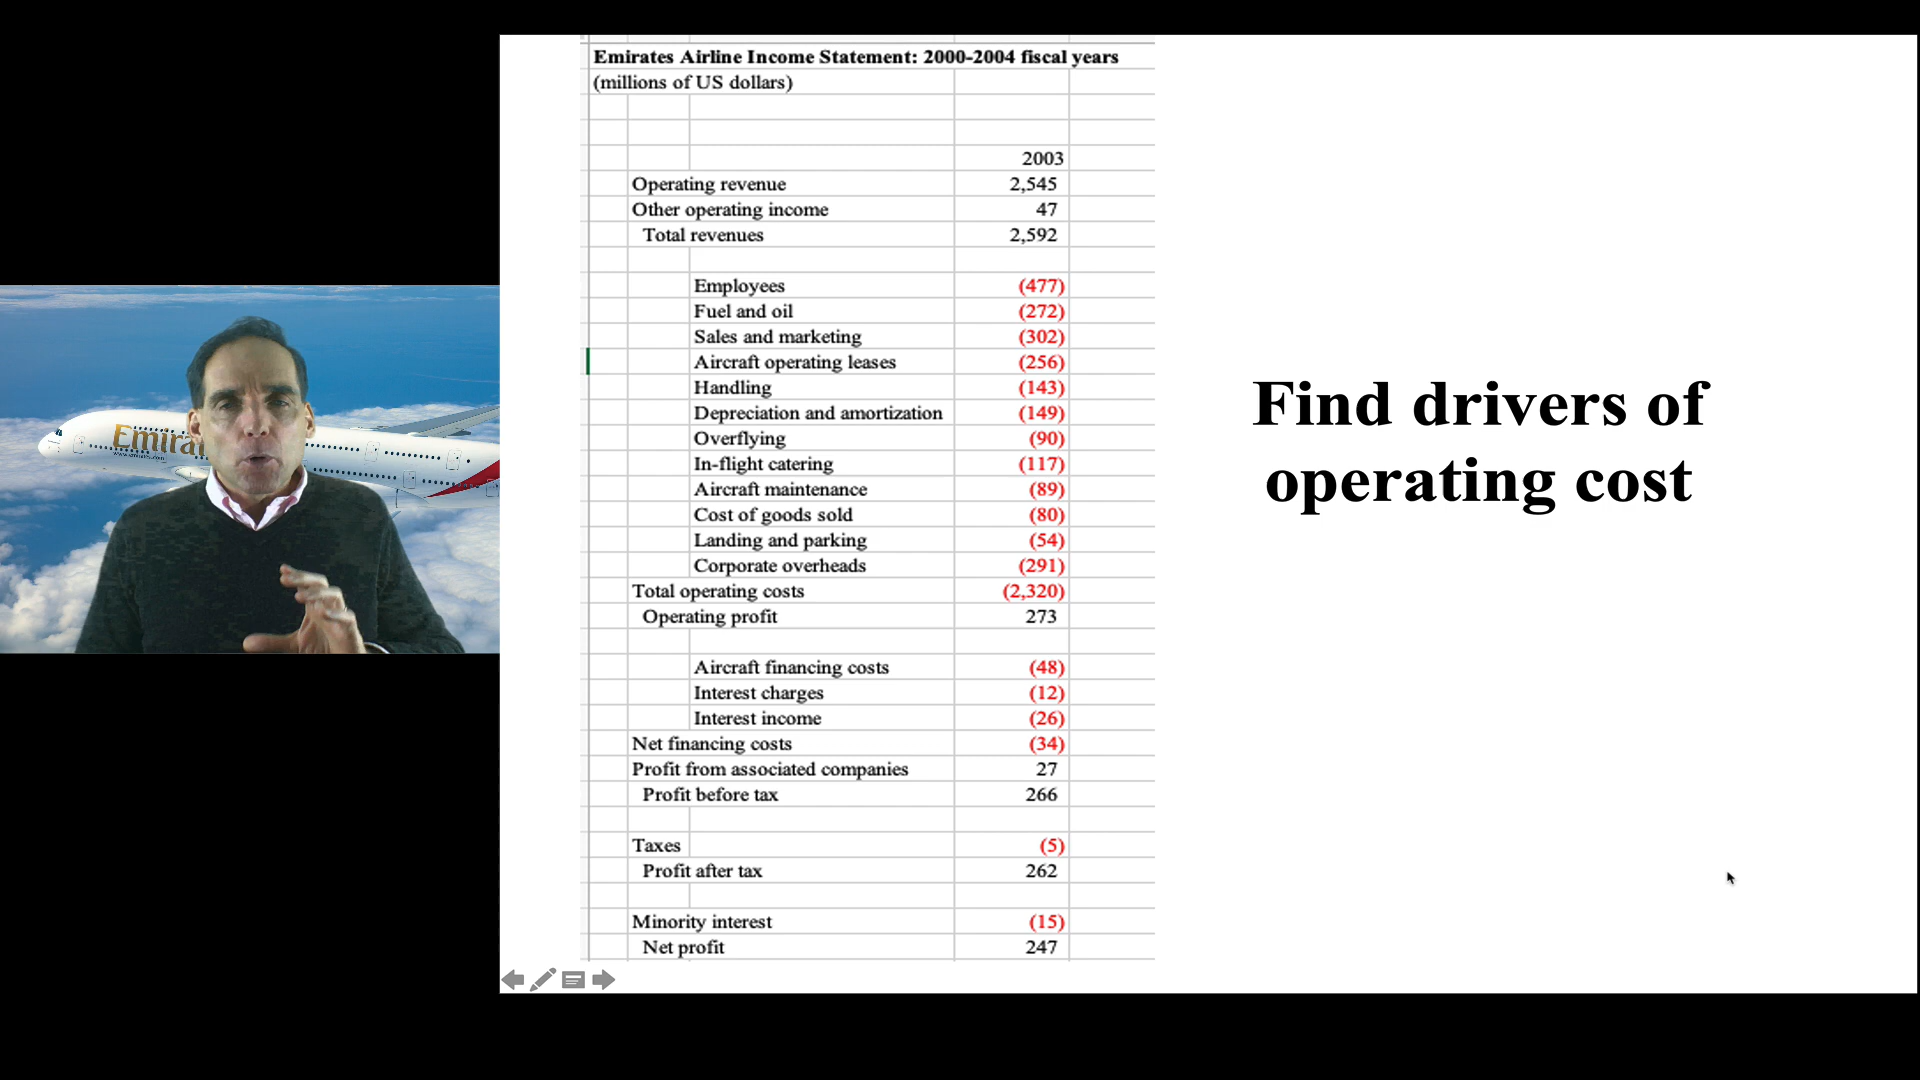 Emirates Airline Income Statement: 2000-2004 fiscal years
(millions of US dollars)
2003
Operating revenue 2,545
Other operating income 47
Total revenues 2,592
Employees (477)
Fuel and oil (272)
Sales and marketing (302)
Aircraft operating leases (256)
Handling (143)
Depreciation and amortization (149)
Overflying (90)
In-flight catering (117)
Aircraft maintenance (89)
Cost of goods sold (80)
Landing and parking (54)
Corporate overheads (291)
Total operating costs (2,320)
Operating profit 273
Aircraft financing costs (48)
Interest charges (12)
Interest income (26)
Net financing costs (34)
Profit from associated companies 27
Profit before tax 266
Taxes (5)
Profit after tax 262
Minority interest (15)
Net profit 247
Find drivers of
operating cost
Emira